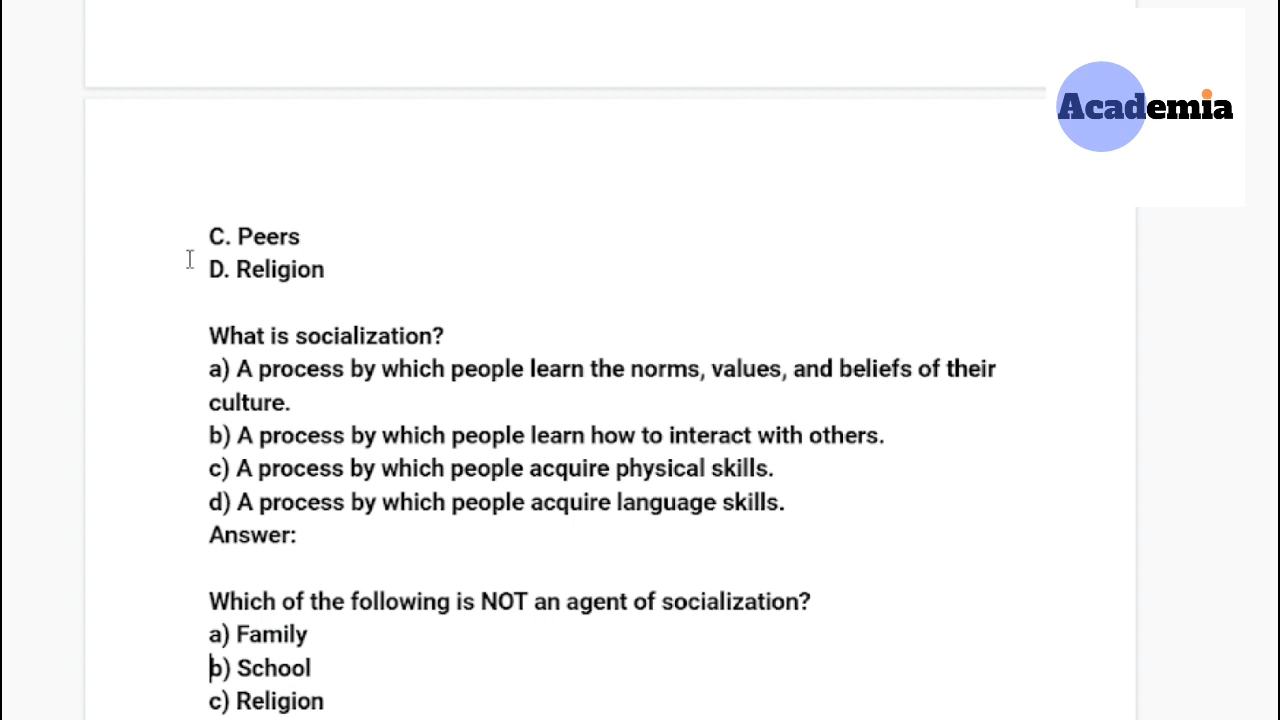 Academia
C. Peers
D. Religion
What is socialization?
a) A process by which people learn the norms, values, and beliefs of their
culture.
b) A process by which people learn how to interact with others.
c) A process by which people acquire physical skills.
d) A process by which people acquire language skills.
Answer:
Which of the following is NOT an agent of socialization?
a) Family
b) School
c) Religion